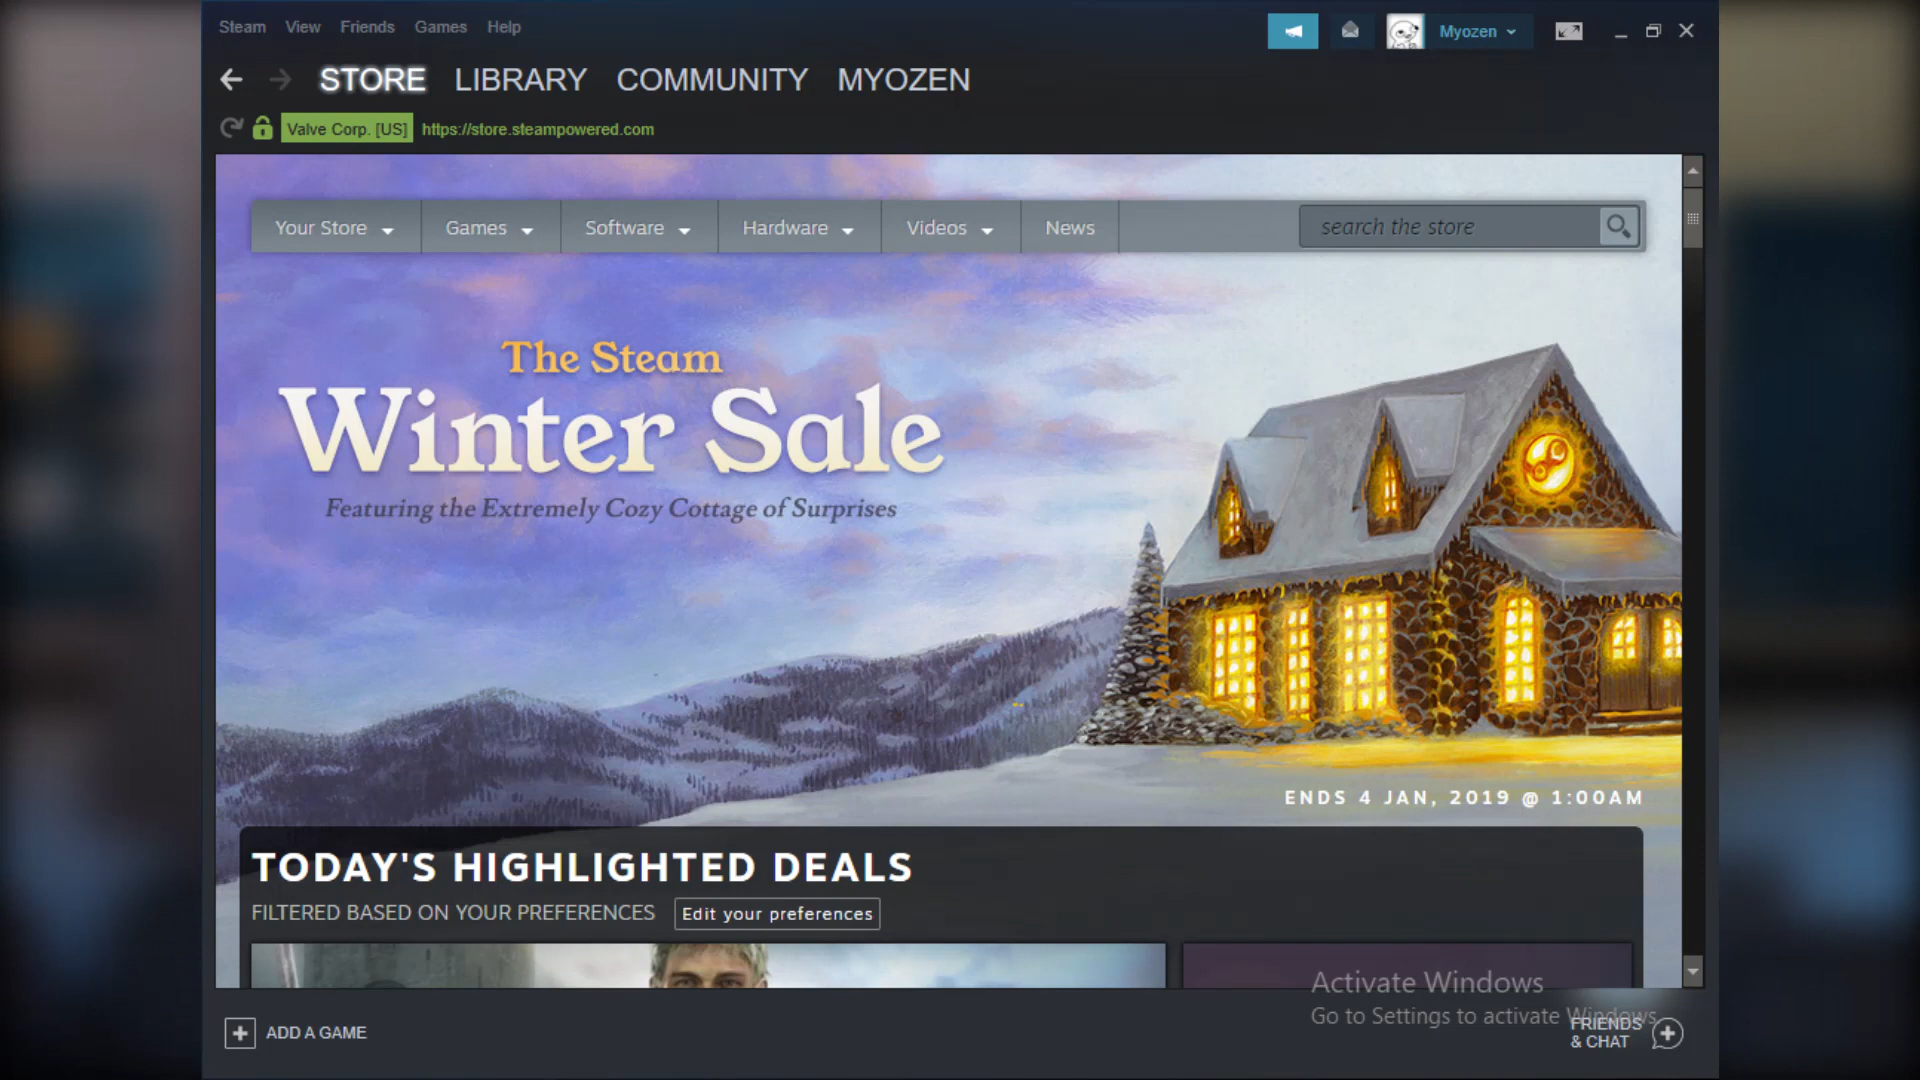 Steam View Friends Games Help
Myozen
STORE LIBRARY COMMUNITY MYOZEN
Valve Corp. [US] https://store.steampowered.com
Your Store Games Software Hardware Videos News search the store
The Steam
Winter Sale
Featuring the Extremely Cozy Cottage of Surprises
ENDS 4 JAN, 2019 @ 1:00AM
TODAY'S HIGHLIGHTED DEALS
FILTERED BASED ON YOUR PREFERENCES Edit your preferences
Activate Windows
Go to Settings to activate Windows.
ADD A GAME
FRIENDS
& CHAT